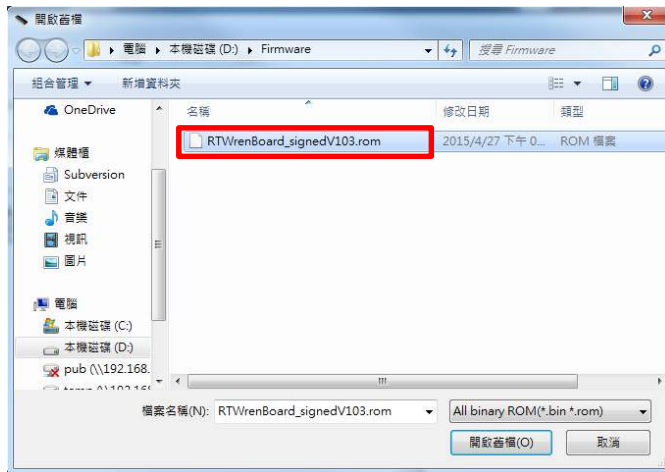 開啟舊檔
電腦 ▸ 本機磁碟 (D:) ▸ Firmware
搜尋 Firmware
組合管理 ▾ 新增資料夾
OneDrive
媒體櫃
Subversion
文件
音樂
視訊
圖片
電腦
本機磁碟 (C:)
本機磁碟 (D:)
pub (\\192.168.
名稱 修改日期 類型
RTWrenBoard_signedV103.rom 2015/4/27 下午 0... ROM 檔案
檔案名稱(N): RTWrenBoard_signedV103.rom All binary ROM(*.bin *.rom)
開啟舊檔(O) 取消